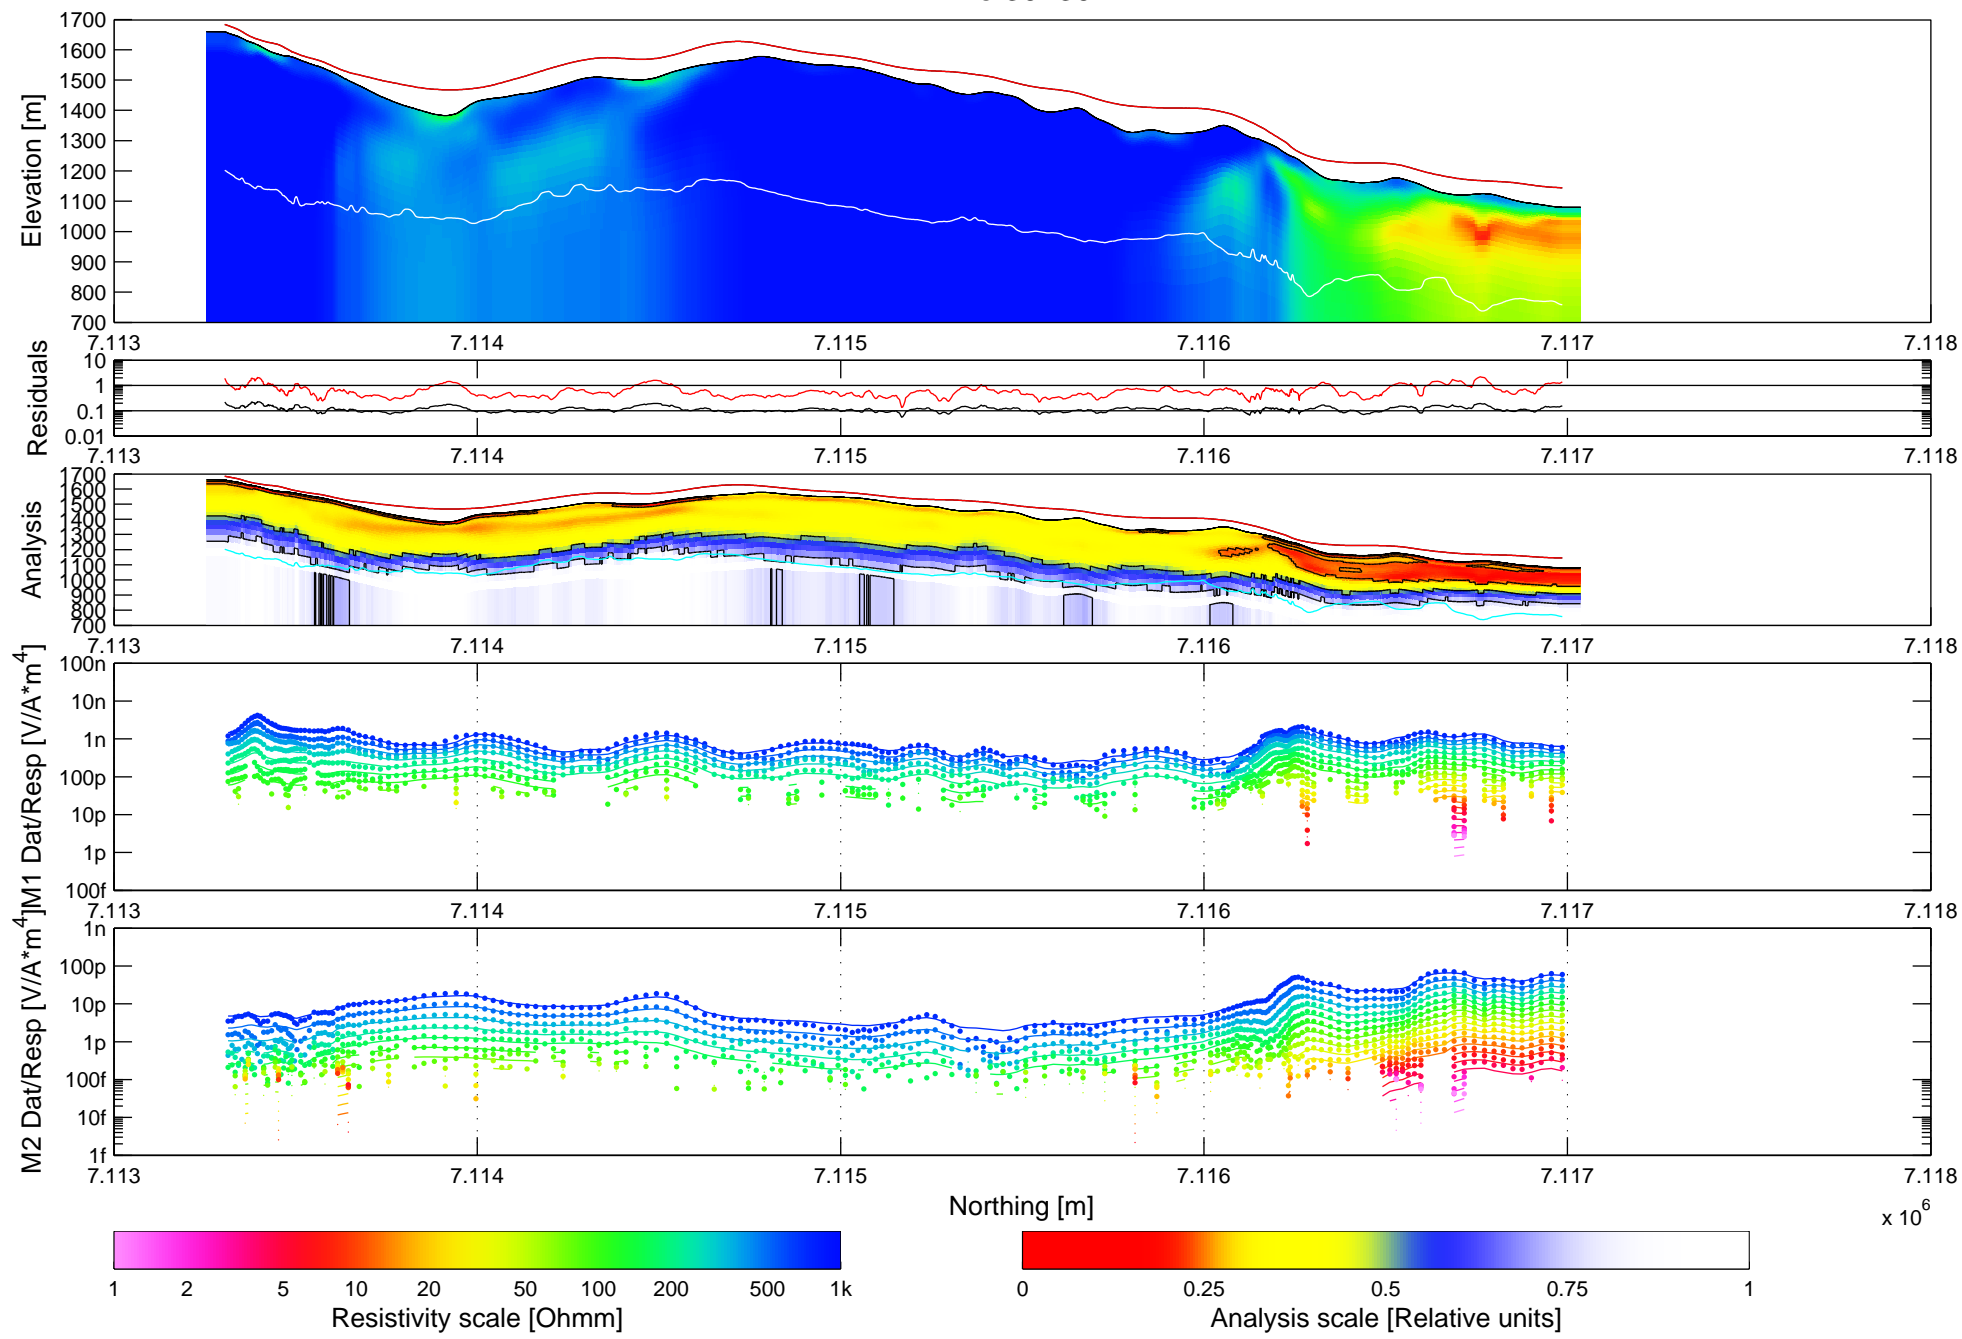 1700
1600
1500
1400
1300
1200
1100
1000
900
800
700
Elevation [m]
7.113 7.114 7.115 7.116 7.117 7.118
10
1
0.1
0.01
Residuals
7.113 7.114 7.115 7.116 7.117 7.118
1700
1600
1500
1400
1300
1200
1100
1000
900
800
700
Analysis
7.113 7.114 7.115 7.116 7.117 7.118
100n
10n
1n
100p
10p
1p
100f
M1 Dat/Resp [V/A*m^4]
7.113 7.114 7.115 7.116 7.117 7.118
1n
100p
10p
1p
100f
10f
1f
M2 Dat/Resp [V/A*m^4]
7.113 7.114 7.115 7.116 7.117 7.118
Northing [m]
x 10^6
1 2 5 10 20 50 100 200 500 1k
Resistivity scale [Ohmm]
0 0.25 0.5 0.75 1
Analysis scale [Relative units]